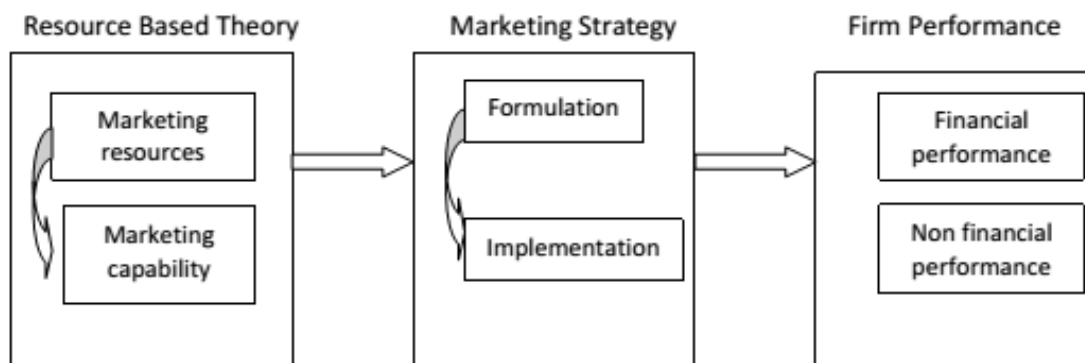 Resource Based Theory
Marketing
resources
Marketing
capability
Marketing Strategy
Formulation
Implementation
Firm Performance
Financial
performance
Non financial
performance